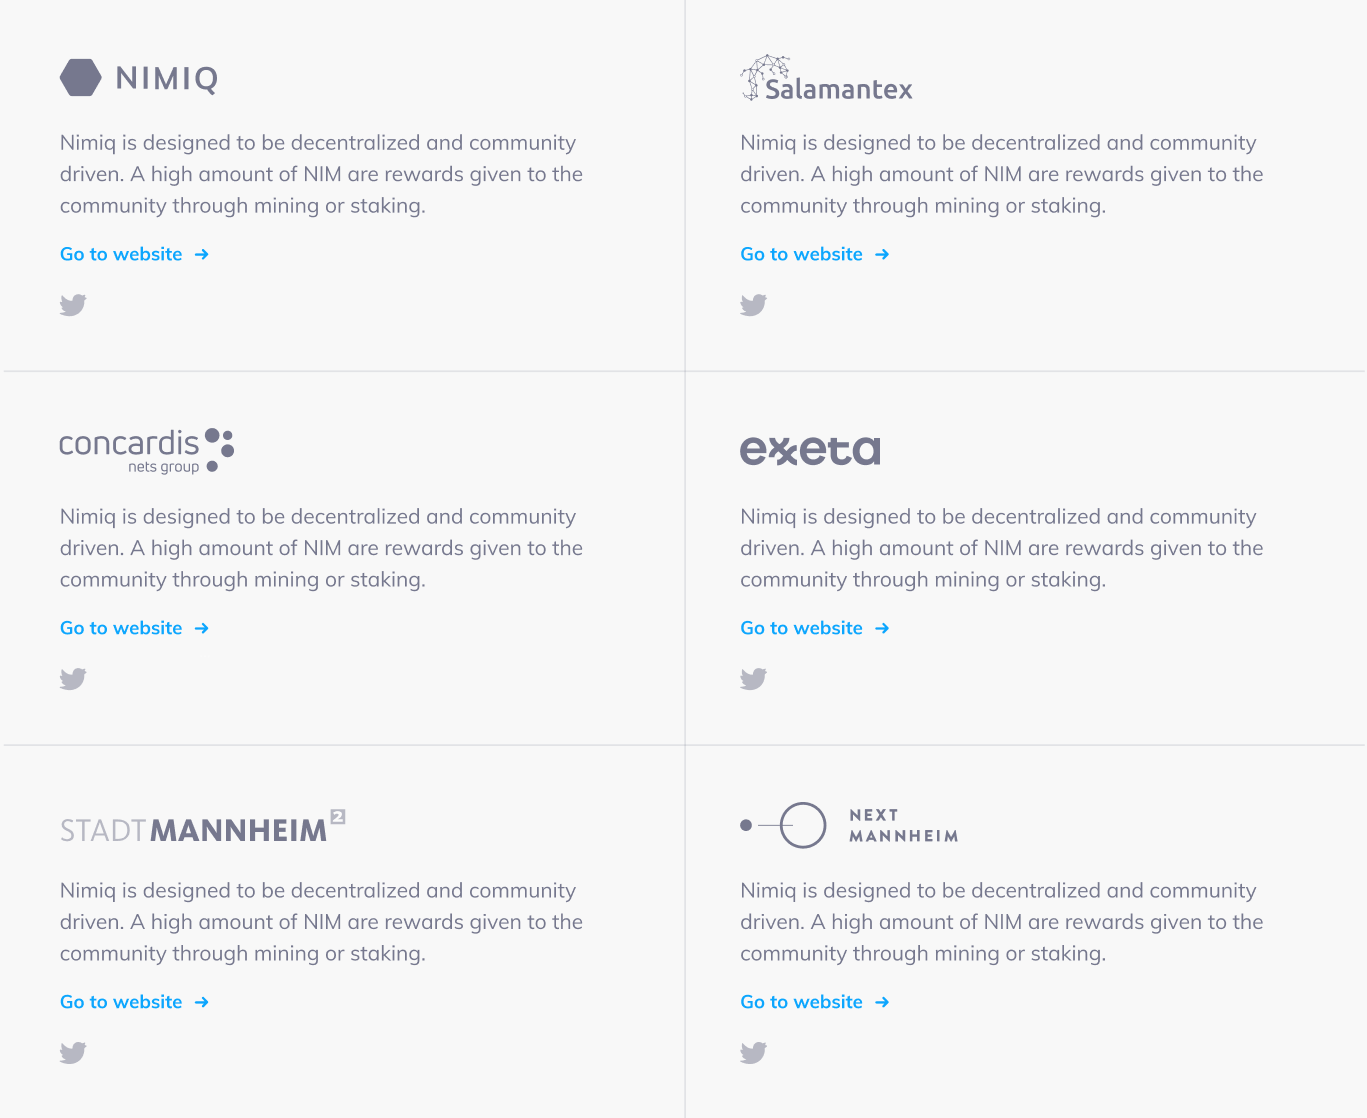 NIMIQ
Nimiq is designed to be decentralized and community
driven. A high amount of NIM are rewards given to the
community through mining or staking.
Go to website →
Salamantex
Nimiq is designed to be decentralized and community
driven. A high amount of NIM are rewards given to the
community through mining or staking.
Go to website →
concardis
nets group
Nimiq is designed to be decentralized and community
driven. A high amount of NIM are rewards given to the
community through mining or staking.
Go to website →
exxeta
Nimiq is designed to be decentralized and community
driven. A high amount of NIM are rewards given to the
community through mining or staking.
Go to website →
STADTMANNHEIM²
Nimiq is designed to be decentralized and community
driven. A high amount of NIM are rewards given to the
community through mining or staking.
Go to website →
NEXT
MANNHEIM
Nimiq is designed to be decentralized and community
driven. A high amount of NIM are rewards given to the
community through mining or staking.
Go to website →